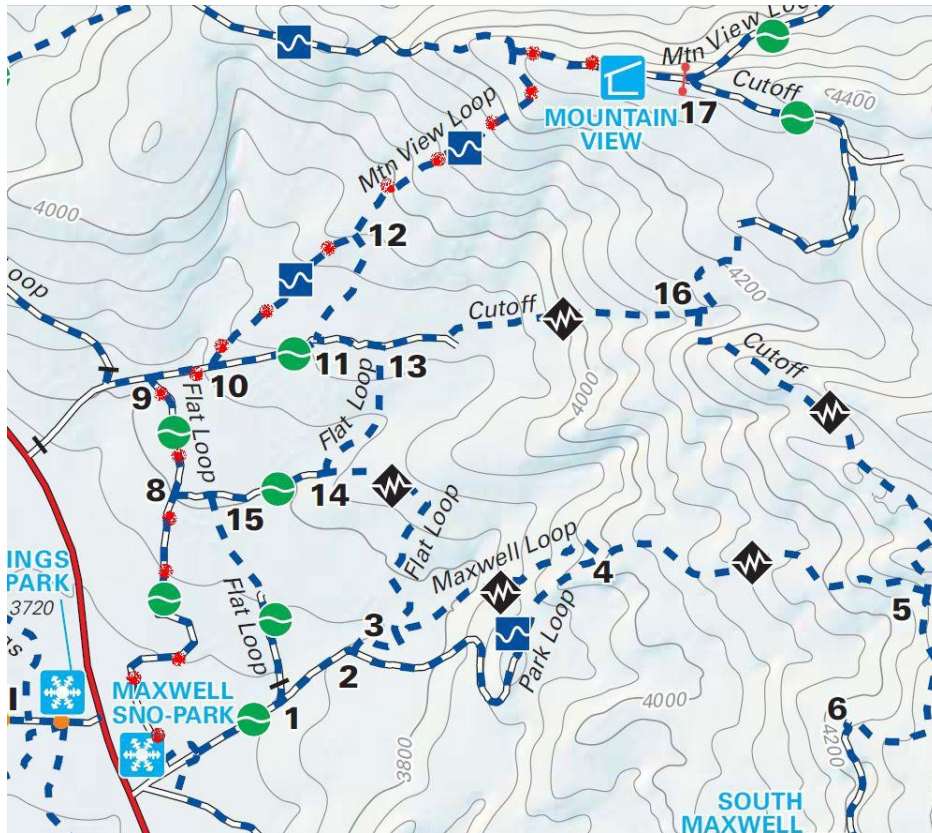 Mtn View Loop
Cutoff
4400
MOUNTAIN
VIEW
17
Mtn View Loop
4000
12
4200
16
Cutoff
oop
Cutoff
11
13
10
9
Flat Loop
Flat Loop
4000
8
15
14
Flat Loop
Maxwell Loop
INGS
PARK
3720
Flat Loop
4
5
3
2
Park Loop
1
MAXWELL
SNO-PARK
4000
6
4200
3800
SOUTH
MAXWELL